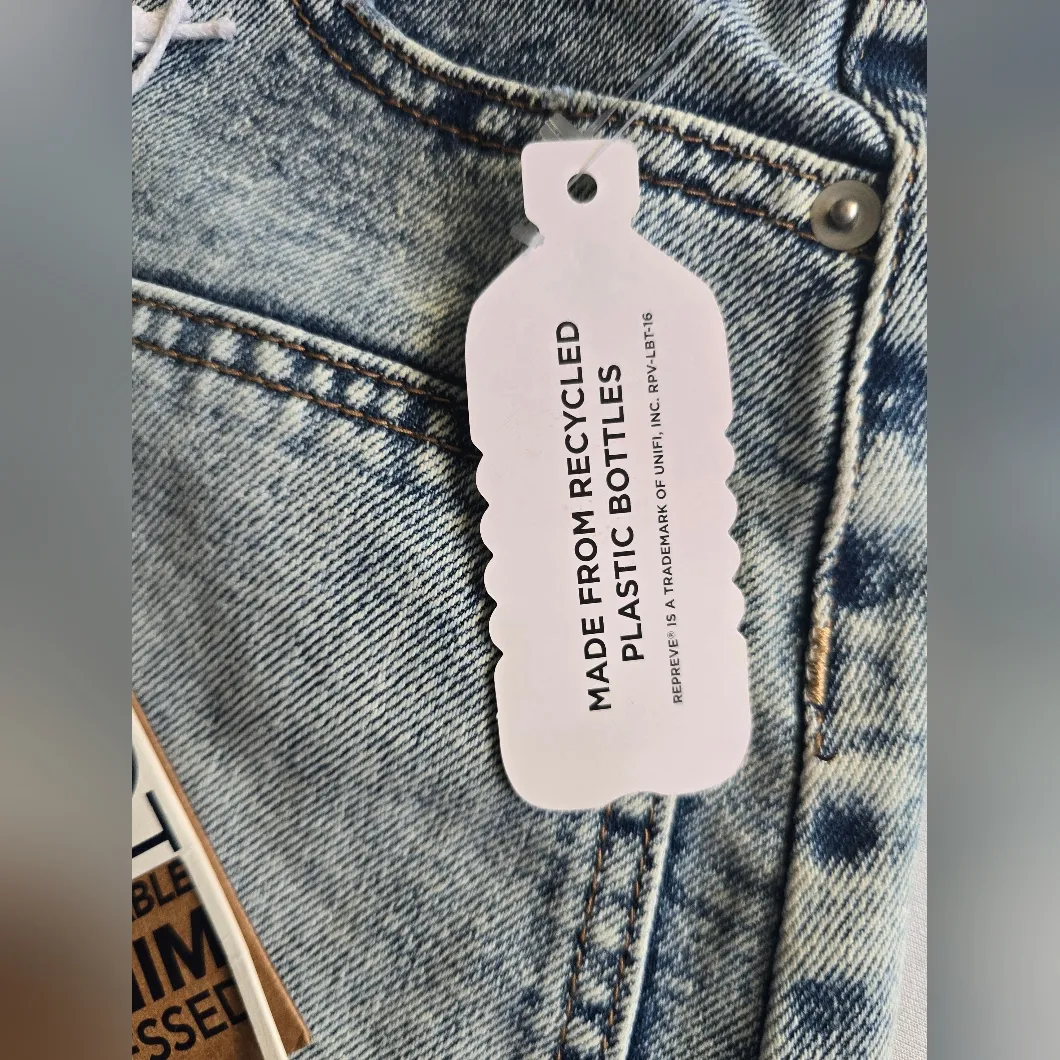 MADE FROM RECYCLED
PLASTIC BOTTLES
REPREVE® IS A TRADEMARK OF UNIFI, INC. RPV-LBT-16